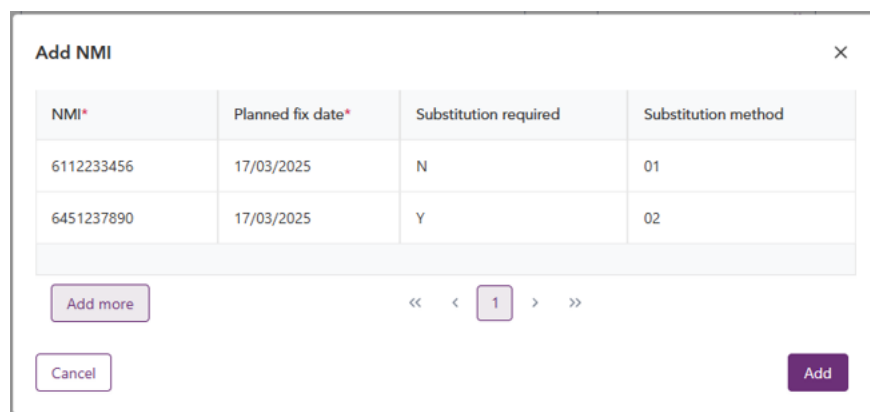 Add NMI ×
NMI* Planned fix date* Substitution required Substitution method
6112233456 17/03/2025 N 01
6451237890 17/03/2025 Y 02
Add more << < 1 > >>
Cancel Add